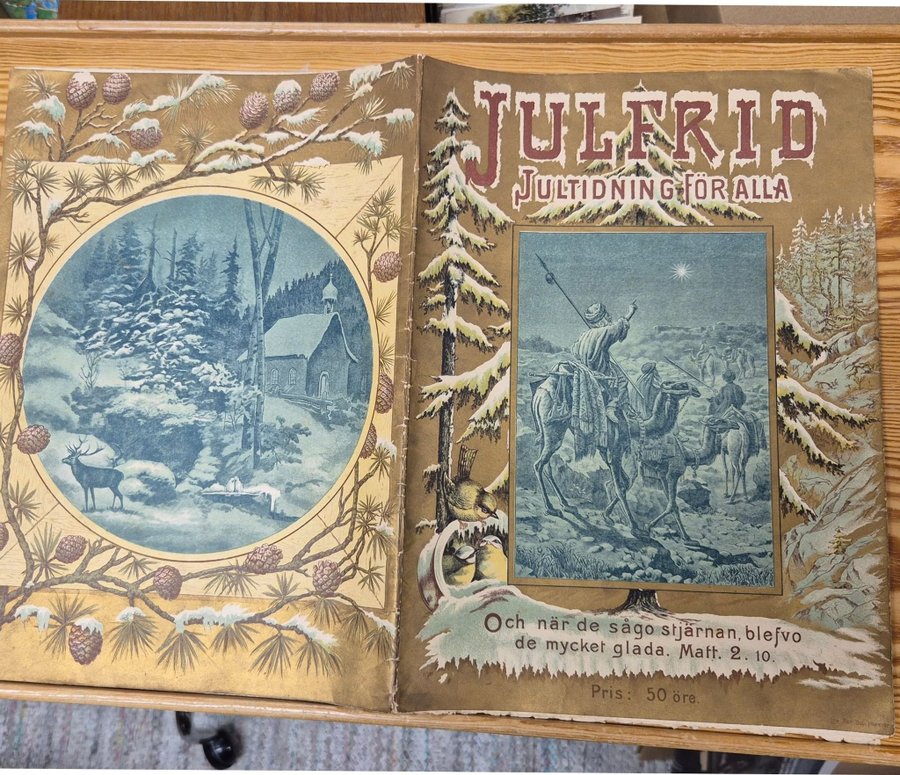 JULFRID
JULTIDNING FÖR ALLA
Och när de sågo stjärnan, blefvo
de mycket glada. Matt. 2. 10.
Pris: 50 öre.